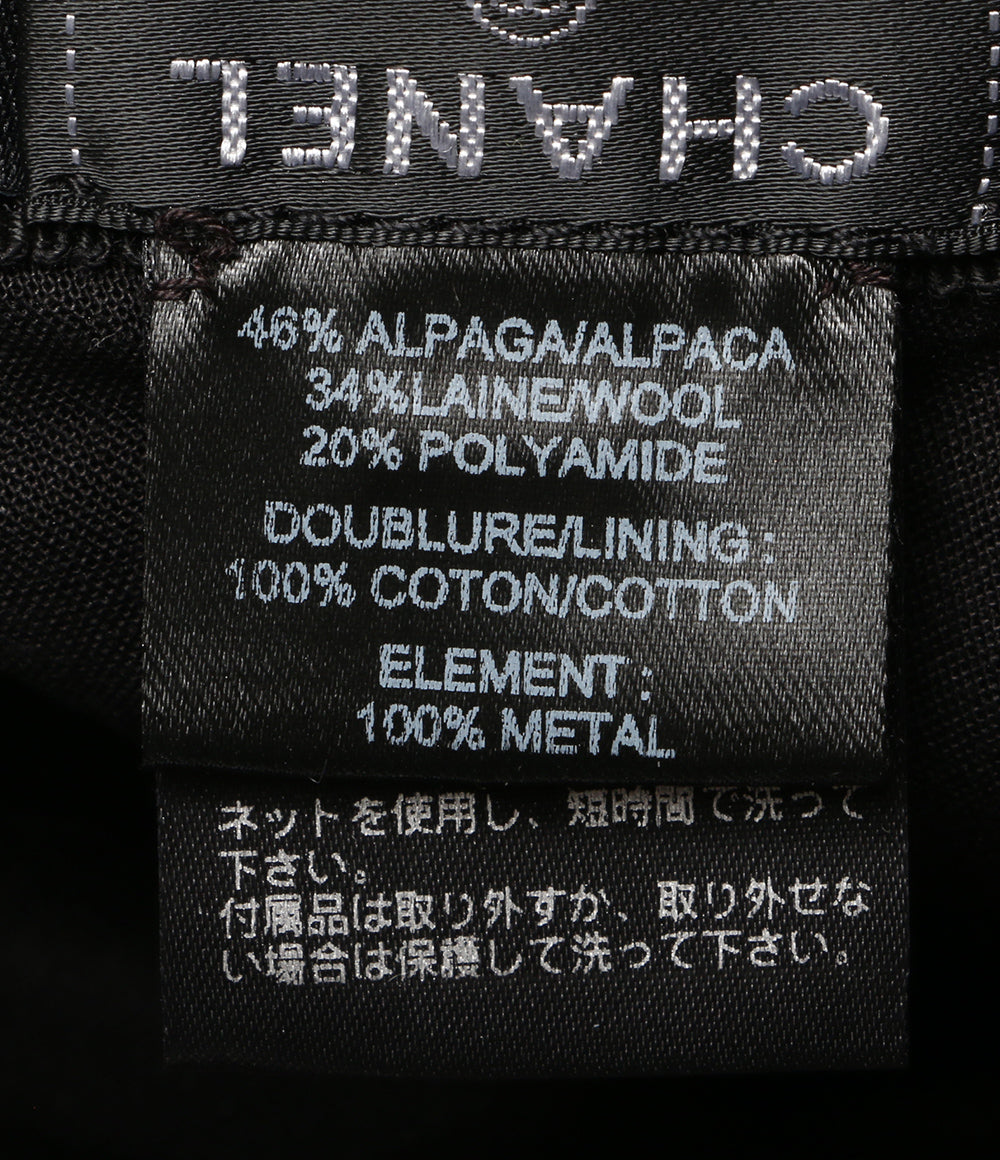 CHANEL
46% ALPAGA/ALPACA
34%LAINE/WOOL
20% POLYAMIDE
DOUBLURE/LINING :
100% COTON/COTTON
ELEMENT :
100% METAL
ネットを使用し、短時間で洗って
下さい。
付属品は取り外すか、取り外せな
い場合は保護して洗って下さい。